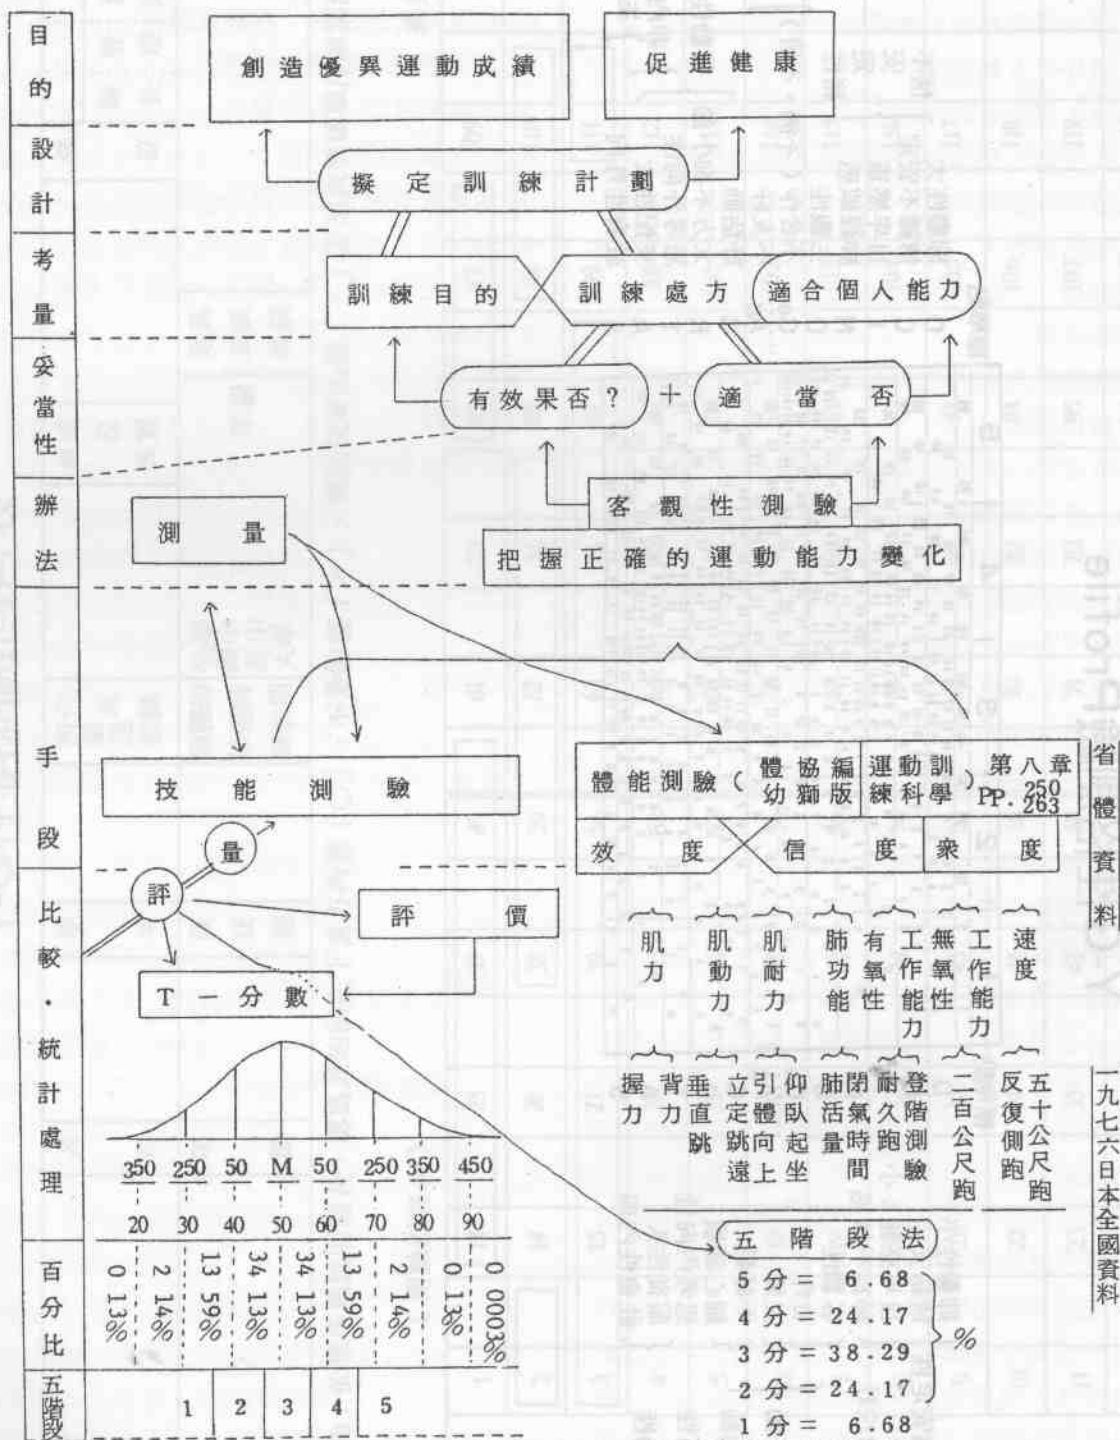 目的
創造優異運動成績
促進健康
設計
擬定訓練計劃
考量
訓練目的
訓練處方
適合個人能力
妥當性
有效果否?
+
適當否
辦法
測量
客觀性測驗
把握正確的運動能力變化
手段
技能測驗
體能測驗(體協編 幼獅版 運動訓練科學)第八章 PP. 250 263
效度
信度
衆度
省體資料
量
評
比較・統計處理
評價
T-分數
肌力
肌動力
肌耐力
肺功能
有氧性工作能力
無氧性工作能力
速度
握力
背力
垂直跳
立定跳遠
引體向上
仰臥起坐
肺活量
閉氣時間
耐久跑
登階測驗
二百公尺跑
反復側跑
五十公尺跑
一九七六日本全國資料
350 250 50 M 50 250 350 450
20 30 40 50 60 70 80 90
百分比
0 13%
2 14%
13 59%
34 13%
34 13%
13 59%
2 14%
0 13%
0 0003%
五階段
1 2 3 4 5
五階段法
5分= 6.68
4分=24.17
3分=38.29
2分=24.17
1分= 6.68
%